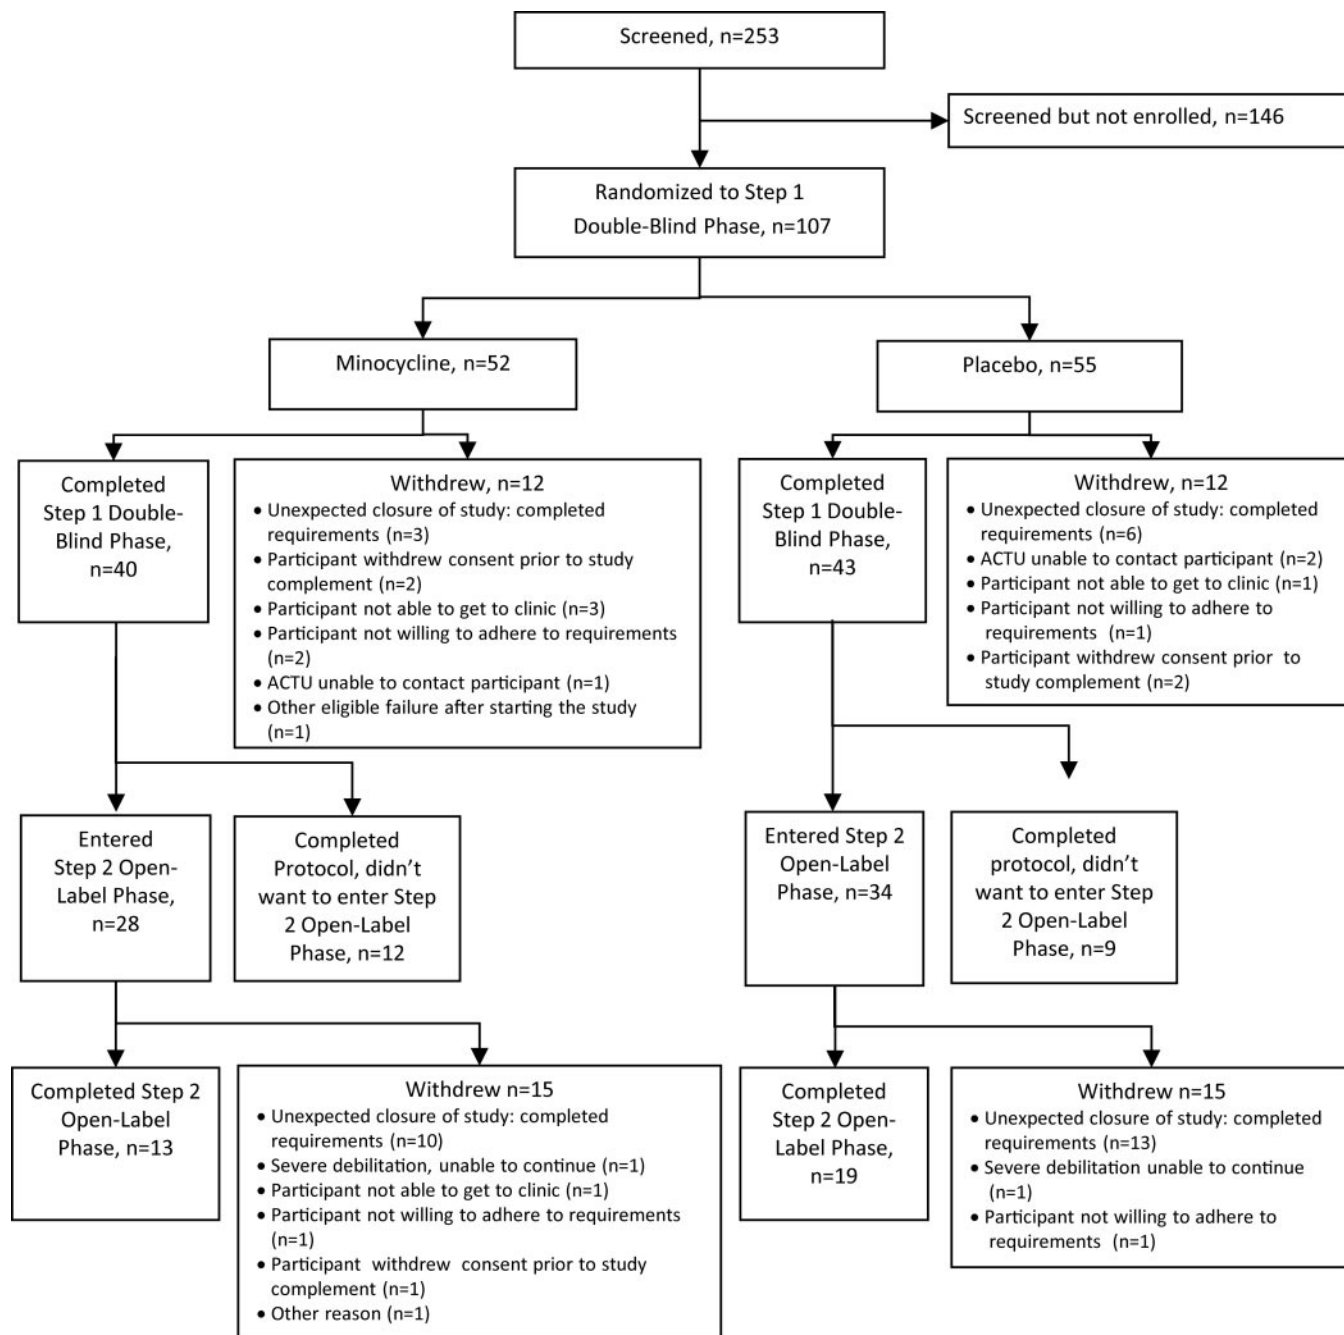 Screened, n=253
Screened but not enrolled, n=146
Randomized to Step 1
Double-Blind Phase, n=107
Minocycline, n=52
Placebo, n=55
Completed
Step 1 Double-
Blind Phase,
n=40
Withdrew, n=12
• Unexpected closure of study: completed
requirements (n=3)
• Participant withdrew consent prior to study
complement (n=2)
• Participant not able to get to clinic (n=3)
• Participant not willing to adhere to requirements
(n=2)
• ACTU unable to contact participant (n=1)
• Other eligible failure after starting the study
(n=1)
Completed
Step 1 Double-
Blind Phase,
n=43
Withdrew, n=12
• Unexpected closure of study: completed
requirements (n=6)
• ACTU unable to contact participant (n=2)
• Participant not able to get to clinic (n=1)
• Participant not willing to adhere to
requirements (n=1)
• Participant withdrew consent prior to
study complement (n=2)
Entered
Step 2 Open-
Label Phase,
n=28
Completed
Protocol, didn’t
want to enter Step
2 Open-Label
Phase, n=12
Entered Step 2
Open-Label
Phase, n=34
Completed
protocol, didn’t
want to enter Step
2 Open-Label
Phase, n=9
Completed Step 2
Open-Label
Phase, n=13
Withdrew n=15
• Unexpected closure of study: completed
requirements (n=10)
• Severe debilitation, unable to continue (n=1)
• Participant not able to get to clinic (n=1)
• Participant not willing to adhere to requirements
(n=1)
• Participant withdrew consent prior to study
complement (n=1)
• Other reason (n=1)
Completed
Step 2 Open-
Label Phase,
n=19
Withdrew n=15
• Unexpected closure of study: completed
requirements (n=13)
• Severe debilitation unable to continue
(n=1)
• Participant not willing to adhere to
requirements (n=1)